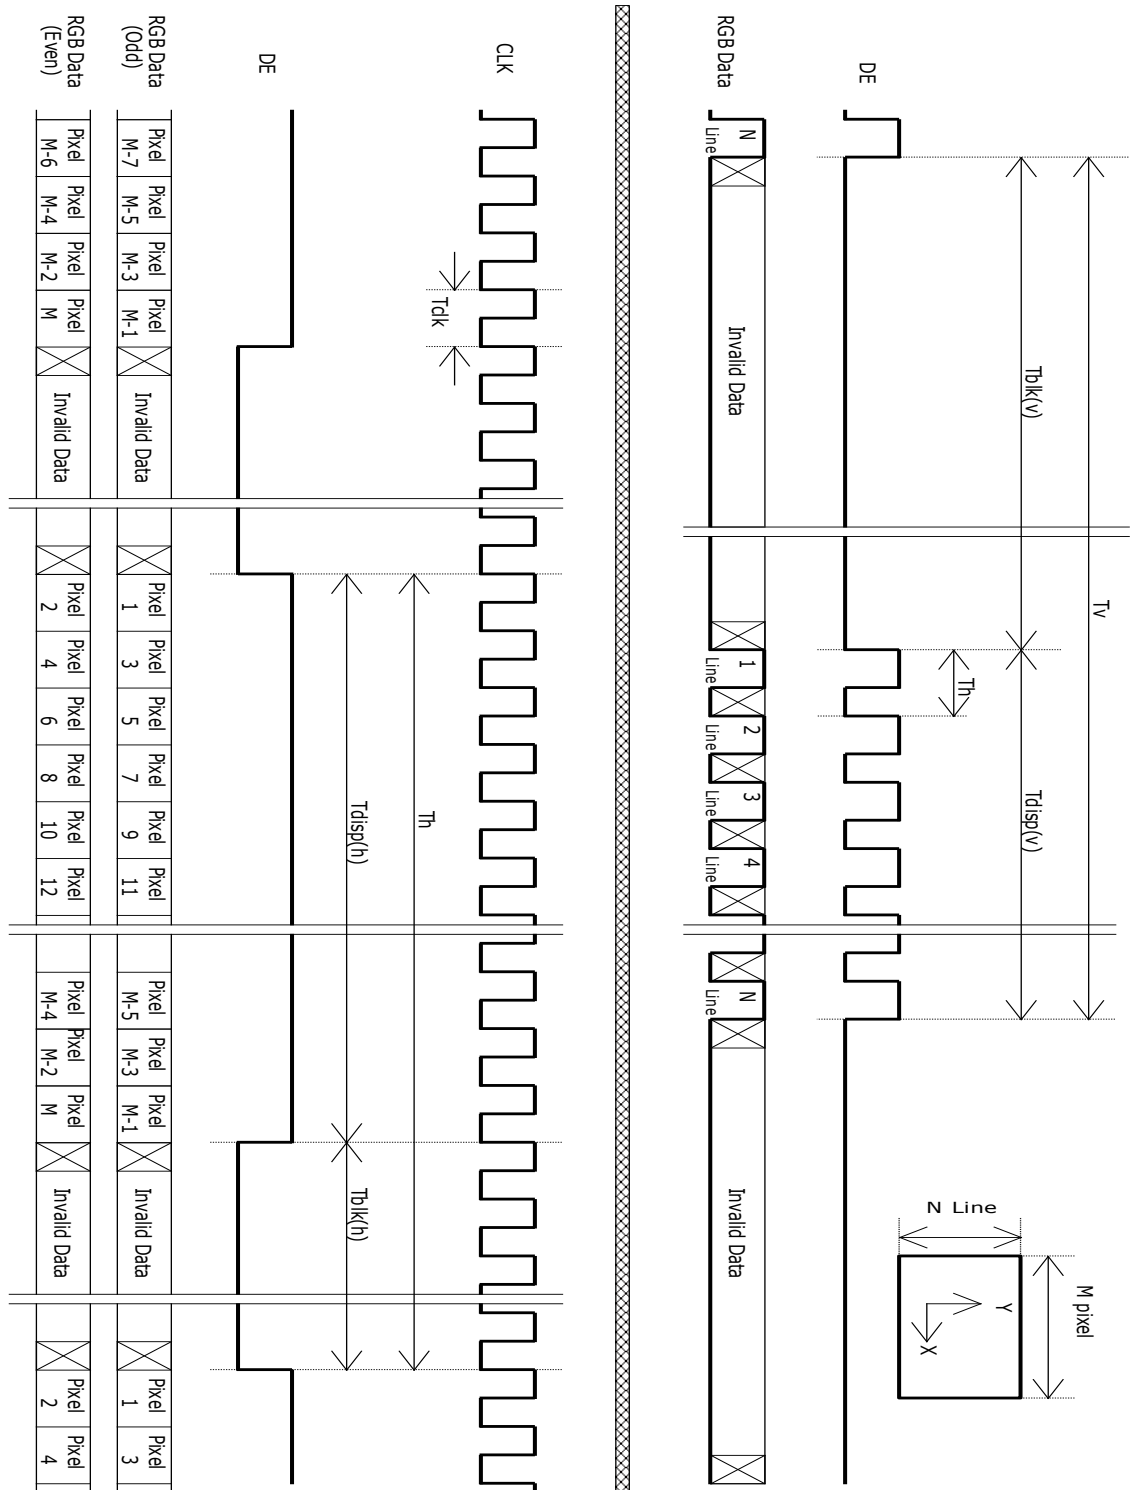 Tv
M pixel
Tblk(v)
Tdisp(v)
N Line
Y
X
Th
DE
RGB Data
N
Line
Invalid Data
1
Line
2
Line
3
Line
4
Line
N
Line
Invalid Data
CLK
Tclk
Th
Tdisp(h)
Tblk(h)
DE
RGB Data
(Odd)
Pixel
M-7
Pixel
M-5
Pixel
M-3
Pixel
M-1
Invalid Data
Pixel
1
Pixel
3
Pixel
5
Pixel
7
Pixel
9
Pixel
11
Pixel
M-5
Pixel
M-3
Pixel
M-1
Invalid Data
Pixel
1
Pixel
3
RGB Data
(Even)
Pixel
M-6
Pixel
M-4
Pixel
M-2
Pixel
M
Invalid Data
Pixel
2
Pixel
4
Pixel
6
Pixel
8
Pixel
10
Pixel
12
Pixel
M-4
Pixel
M-2
Pixel
M
Invalid Data
Pixel
2
Pixel
4